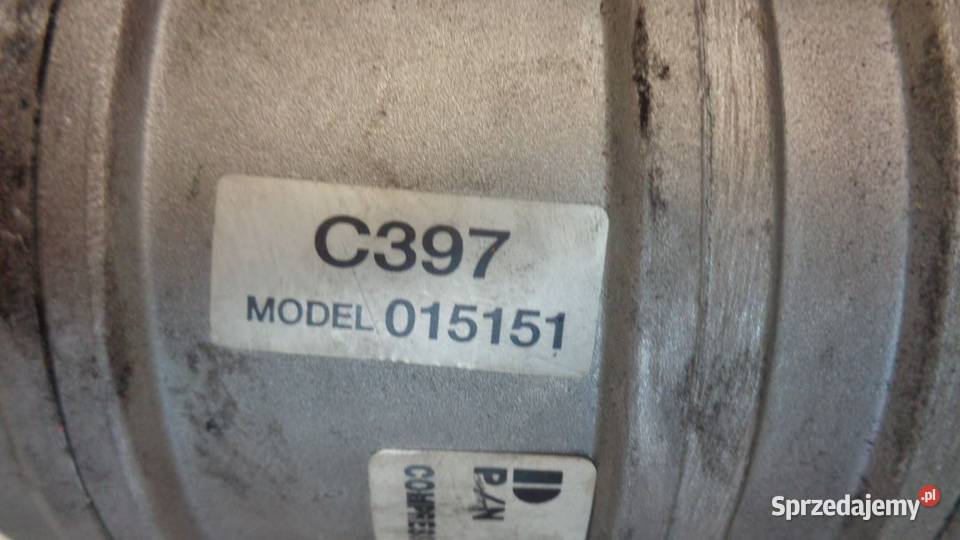 C397
MODEL 015151
P/N
Sprzedajemy.pl